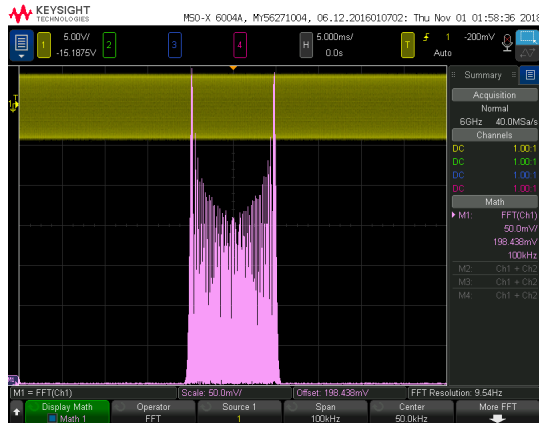 KEYSIGHT
TECHNOLOGIES
MSO-X 6004A, MY56271004, 06.12.2016010702: Thu Nov 01 01:58:36 2018
1 5.00V/ -15.1875V 2 3 4 H 5.000ms/ 0.0s T 1 -200mV Auto
Summary
Acquisition
Normal
6GHz 40.0MSa/s
Channels
DC 1.00:1
DC 1.00:1
DC 1.00:1
DC 1.00:1
Math
M1: FFT(Ch1)
50.0mV/
198.438mV
100kHz
M2: Ch1 + Ch2
M3: Ch1 + Ch2
M4: Ch1 + Ch2
M1 = FFT(Ch1) Scale: 50.0mV/ Offset: 198.438mV FFT Resolution: 9.54Hz
Display Math Operator Source 1 Span Center More FFT
Math 1 FFT 1 100kHz 50.0kHz